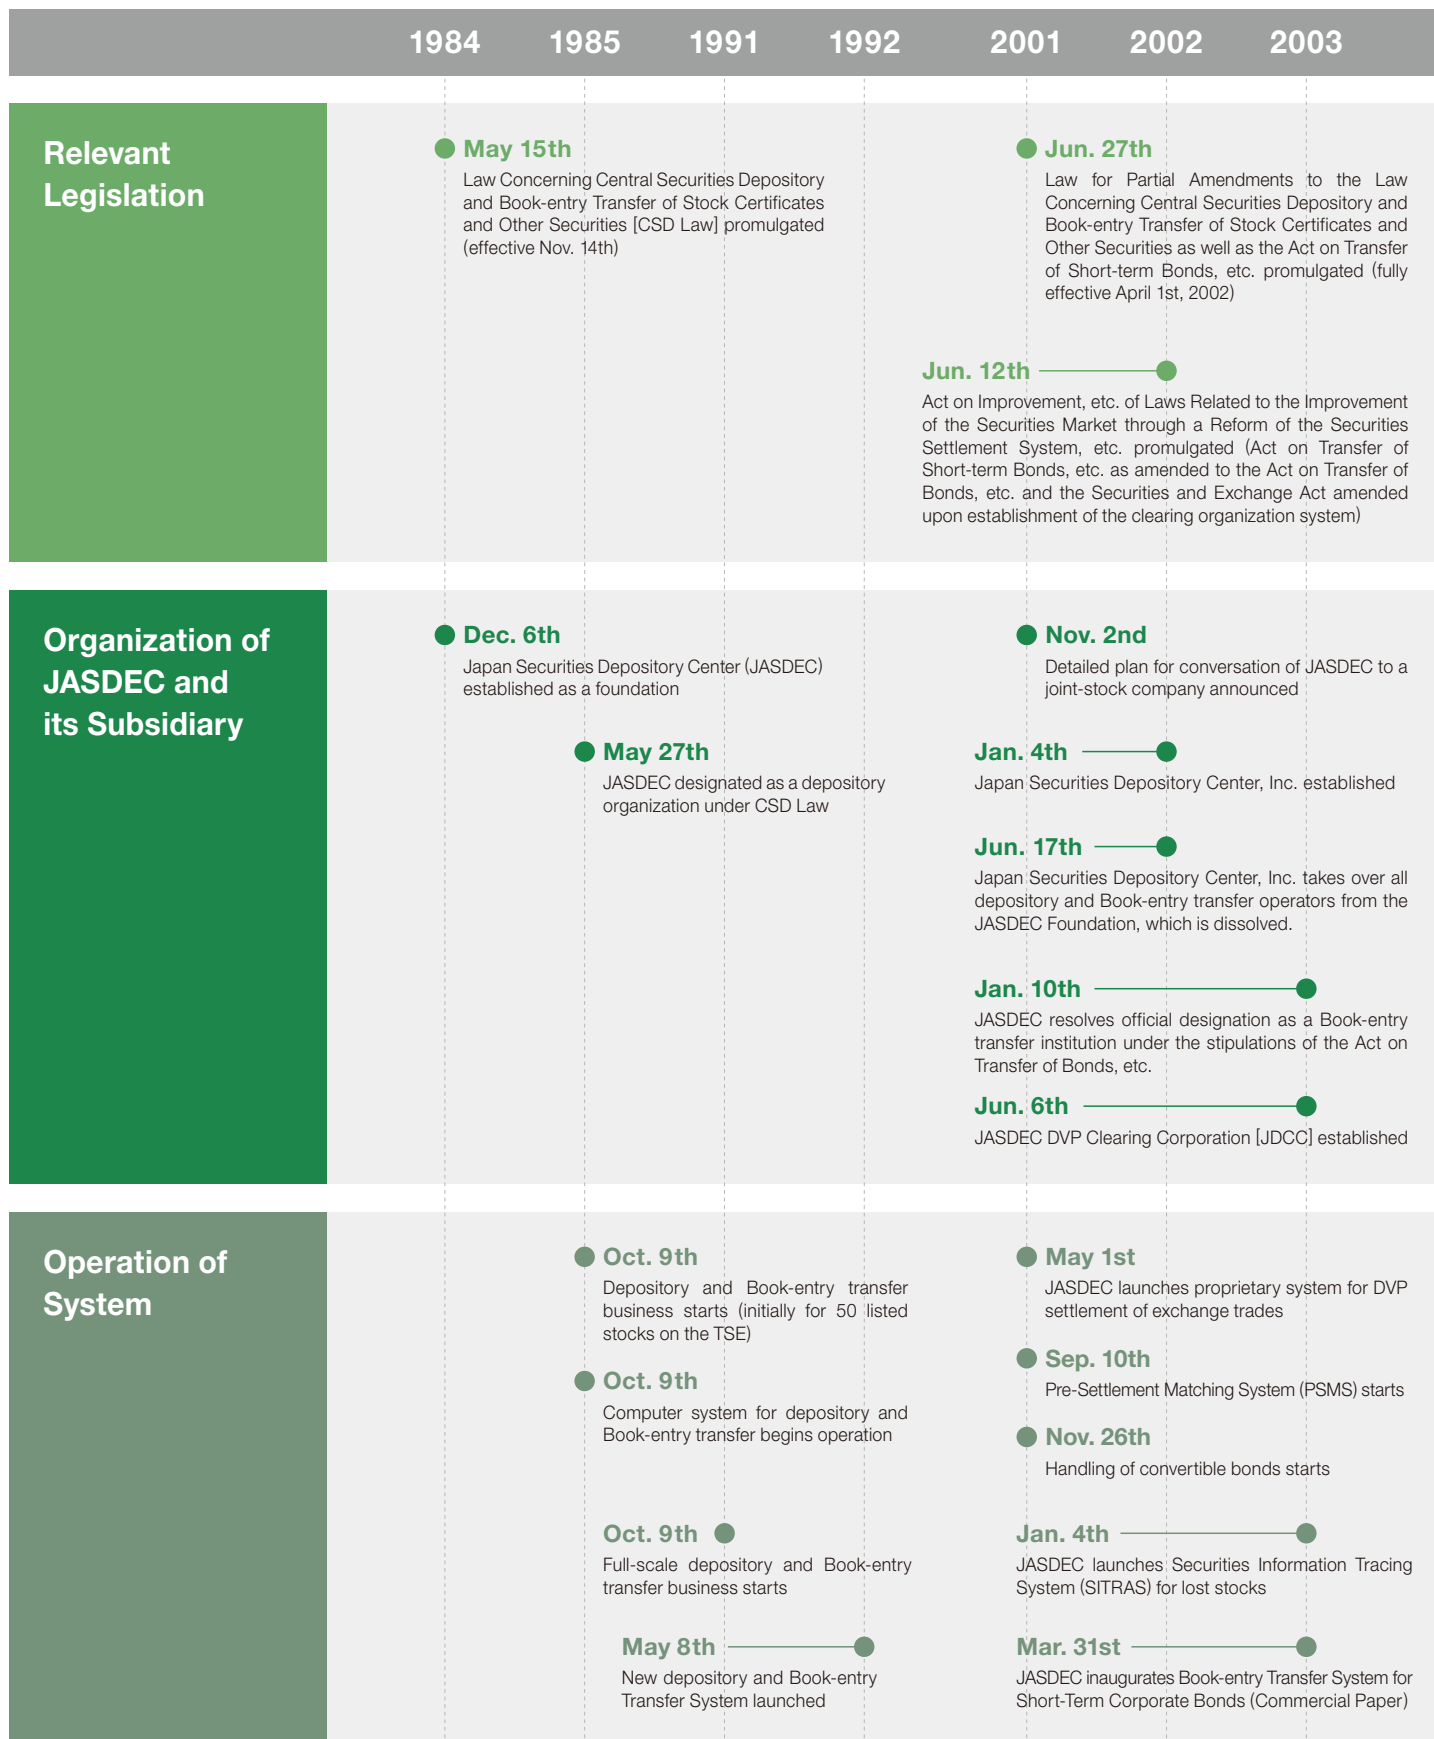 1984 1985 1991 1992 2001 2002 2003
Relevant
Legislation
May 15th
Law Concerning Central Securities Depository
and Book-entry Transfer of Stock Certificates
and Other Securities [CSD Law] promulgated
(effective Nov. 14th)
Jun. 27th
Law for Partial Amendments to the Law
Concerning Central Securities Depository and
Book-entry Transfer of Stock Certificates and
Other Securities as well as the Act on Transfer
of Short-term Bonds, etc. promulgated (fully
effective April 1st, 2002)
Jun. 12th
Act on Improvement, etc. of Laws Related to the Improvement
of the Securities Market through a Reform of the Securities
Settlement System, etc. promulgated (Act on Transfer of
Short-term Bonds, etc. as amended to the Act on Transfer of
Bonds, etc. and the Securities and Exchange Act amended
upon establishment of the clearing organization system)
Organization of
JASDEC and
its Subsidiary
Dec. 6th
Japan Securities Depository Center (JASDEC)
established as a foundation
May 27th
JASDEC designated as a depository
organization under CSD Law
Nov. 2nd
Detailed plan for conversation of JASDEC to a
joint-stock company announced
Jan. 4th
Japan Securities Depository Center, Inc. established
Jun. 17th
Japan Securities Depository Center, Inc. takes over all
depository and Book-entry transfer operators from the
JASDEC Foundation, which is dissolved.
Jan. 10th
JASDEC resolves official designation as a Book-entry
transfer institution under the stipulations of the Act on
Transfer of Bonds, etc.
Jun. 6th
JASDEC DVP Clearing Corporation [JDCC] established
Operation of
System
Oct. 9th
Depository and Book-entry transfer
business starts (initially for 50 listed
stocks on the TSE)
Oct. 9th
Computer system for depository and
Book-entry transfer begins operation
Oct. 9th
Full-scale depository and Book-entry
transfer business starts
May 8th
New depository and Book-entry
Transfer System launched
May 1st
JASDEC launches proprietary system for DVP
settlement of exchange trades
Sep. 10th
Pre-Settlement Matching System (PSMS) starts
Nov. 26th
Handling of convertible bonds starts
Jan. 4th
JASDEC launches Securities Information Tracing
System (SITRAS) for lost stocks
Mar. 31st
JASDEC inaugurates Book-entry Transfer System for
Short-Term Corporate Bonds (Commercial Paper)